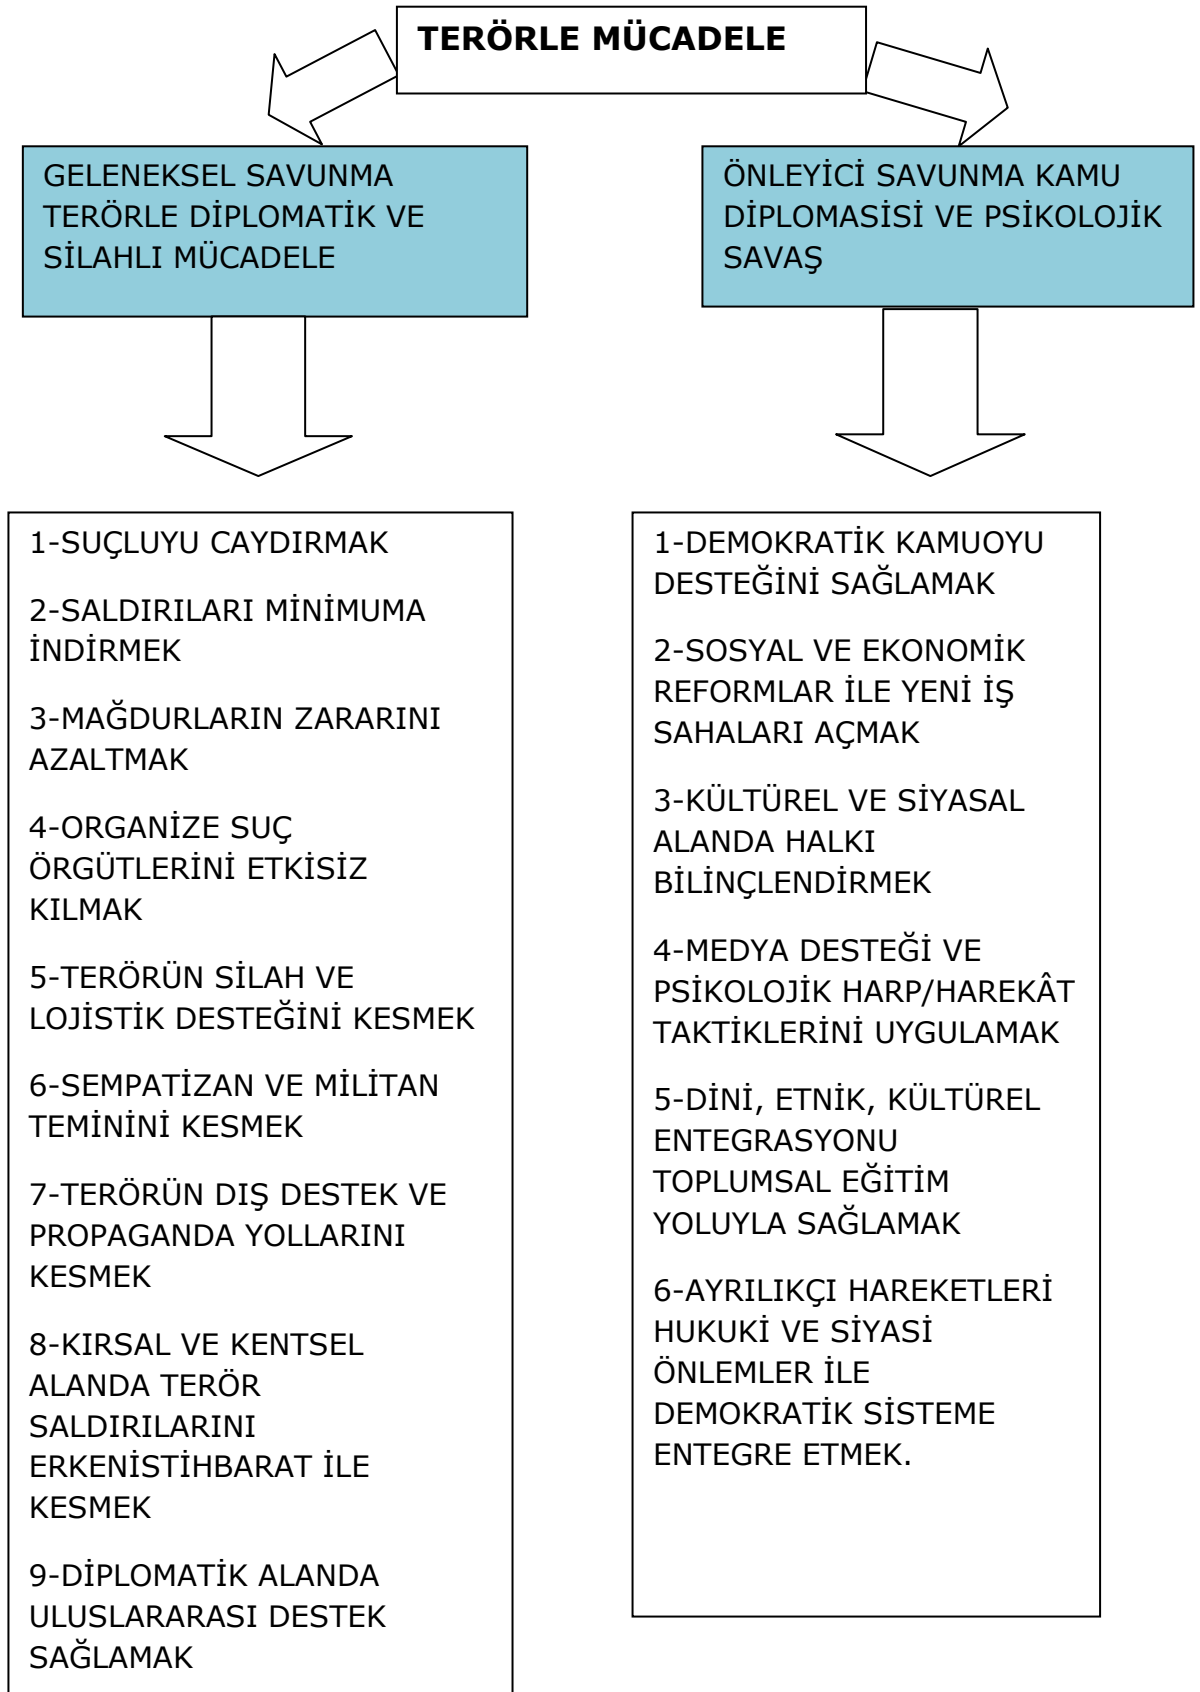 TERÖRLE MÜCADELE
GELENEKSEL SAVUNMA
TERÖRLE DİPLOMATİK VE
SİLAHLI MÜCADELE
ÖNLEYİCİ SAVUNMA KAMU
DİPLOMASİSİ VE PSİKOLOJİK
SAVAŞ
1-SUÇLUYU CAYDIRMAK
2-SALDIRILARI MİNİMUMA
İNDİRMEK
3-MAĞDURLARIN ZARARINI
AZALTMAK
4-ORGANİZE SUÇ
ÖRGÜTLERİNİ ETKİSİZ
KILMAK
5-TERÖRÜN SİLAH VE
LOJİSTİK DESTEĞİNİ KESMEK
6-SEMPATİZAN VE MİLİTAN
TEMİNİNİ KESMEK
7-TERÖRÜN DIŞ DESTEK VE
PROPAGANDA YOLLARINI
KESMEK
8-KIRSAL VE KENTSEL
ALANDA TERÖR
SALDIRILARINI
ERKENİSTİHBARAT İLE
KESMEK
9-DİPLOMATİK ALANDA
ULUSLARARASI DESTEK
SAĞLAMAK
1-DEMOKRATİK KAMUOYU
DESTEĞİNİ SAĞLAMAK
2-SOSYAL VE EKONOMİK
REFORMLAR İLE YENİ İŞ
SAHALARI AÇMAK
3-KÜLTÜREL VE SİYASAL
ALANDA HALKI
BİLİNÇLENDİRMEK
4-MEDYA DESTEĞİ VE
PSİKOLOJİK HARP/HAREKÂT
TAKTİKLERİNİ UYGULAMAK
5-DİNİ, ETNİK, KÜLTÜREL
ENTEGRASYONU
TOPLUMSAL EĞİTİM
YOLUYLA SAĞLAMAK
6-AYRILIKÇI HAREKETLERİ
HUKUKİ VE SİYASİ
ÖNLEMLER İLE
DEMOKRATİK SİSTEME
ENTEGRE ETMEK.